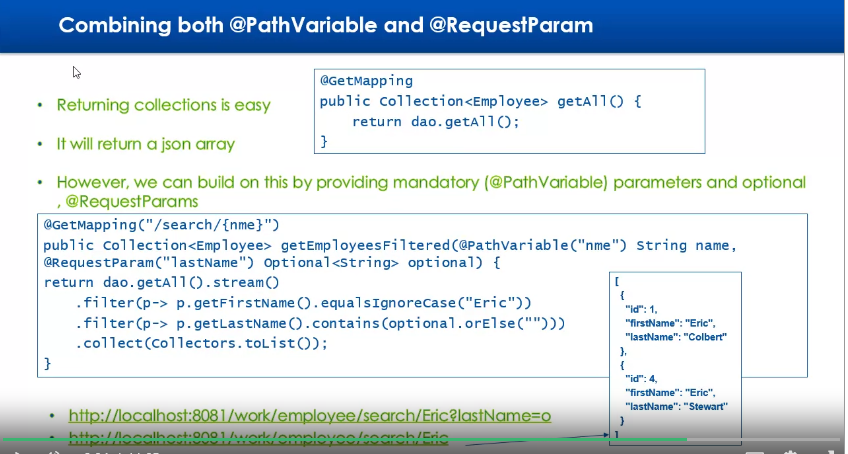 Combining both @PathVariable and @RequestParam
• Returning collections is easy
@GetMapping
public Collection<Employee> getAll() {
return dao.getAll();
}
• It will return a json array
• However, we can build on this by providing mandatory (@PathVariable) parameters and optional
, @RequestParams
@GetMapping("/search/{nme}")
public Collection<Employee> getEmployeesFiltered(@PathVariable("nme") String name,
@RequestParam("lastName") Optional<String> optional) {
return dao.getAll().stream()
.filter(p-> p.getFirstName().equalsIgnoreCase("Eric"))
.filter(p-> p.getLastName().contains(optional.orElse("")))
.collect(Collectors.toList());
}
[
{
"id": 1,
"firstName": "Eric",
"lastName": "Colbert"
},
{
"id": 4,
"firstName": "Eric",
"lastName": "Stewart"
}
]
• http://localhost:8081/work/employee/search/Eric?lastName=o
• http://localhost:8081/work/employee/search/Eric